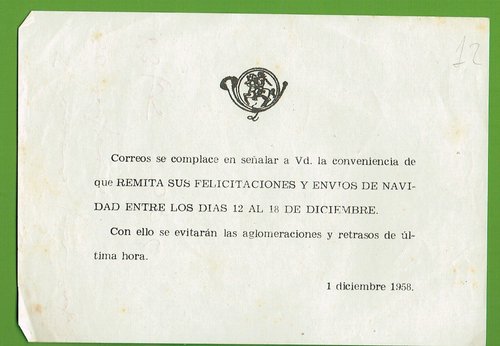 12
Correos se complace en señalar a Vd. la conveniencia de
que REMITA SUS FELICITACIONES Y ENVIOS DE NAVI-
DAD ENTRE LOS DIAS 12 AL 18 DE DICIEMBRE.
Con ello se evitarán las aglomeraciones y retrasos de úl-
tima hora.
1 diciembre 1958.